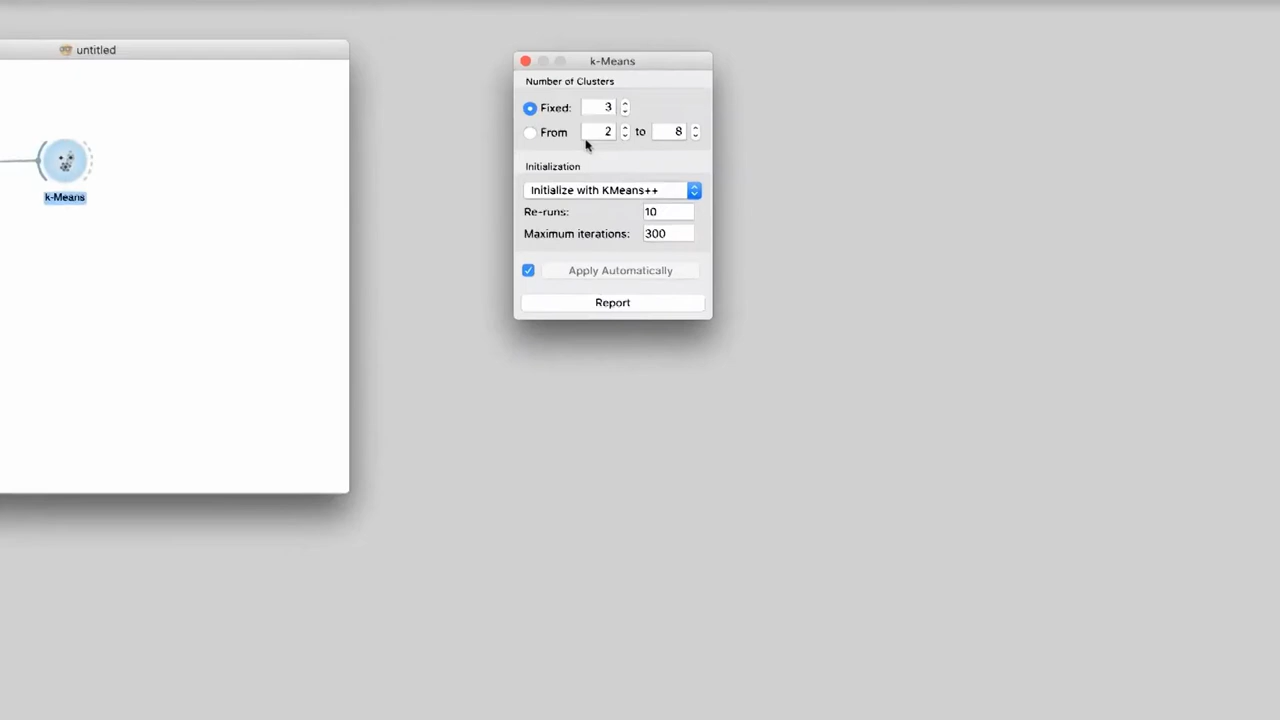 untitled
k-Means
k-Means
Number of Clusters
Fixed: 3
From 2 to 8
Initialization
Initialize with KMeans++
Re-runs: 10
Maximum iterations: 300
Apply Automatically
Report